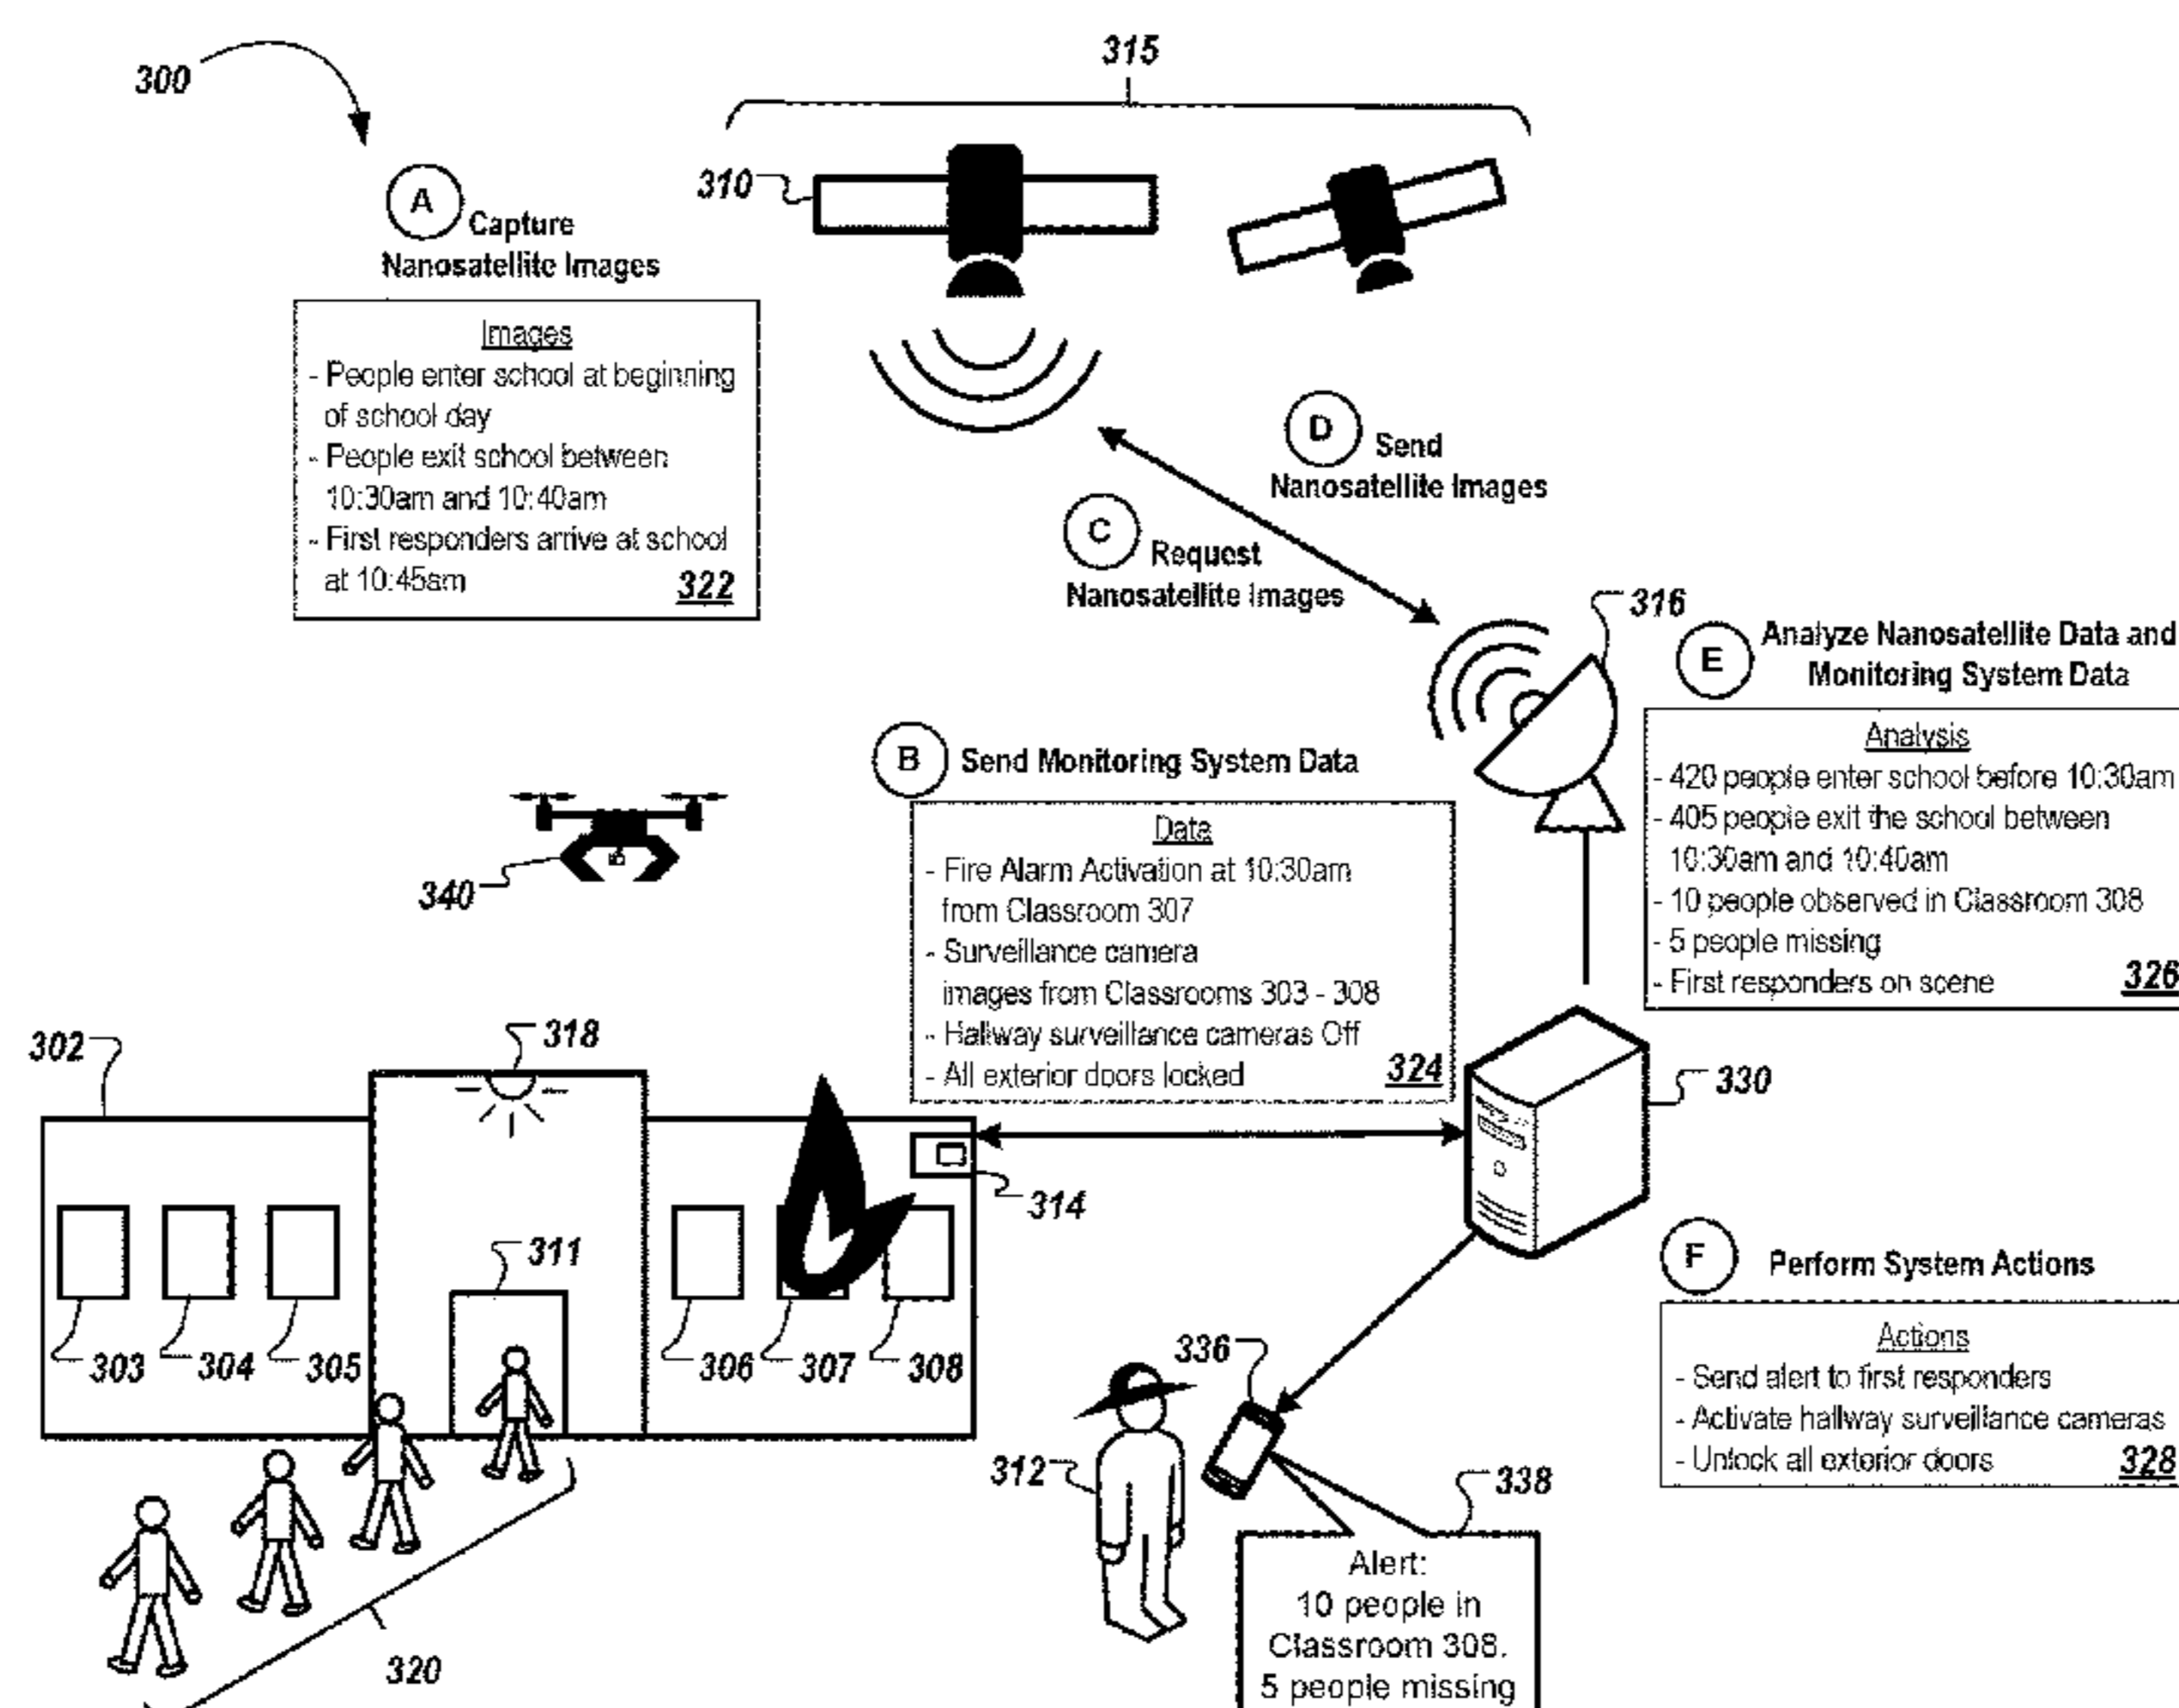 300
315
310
A
Capture
Nanosatellite Images
Images
- People enter school at beginning
of school day
- People exit school between
10:30am and 10:40am
- First responders arrive at school
at 10:45am
322
D
Send
Nanosatellite Images
C
Request
Nanosatellite Images
316
E
Analyze Nanosatellite Data and
Monitoring System Data
Analysis
- 420 people enter school before 10:30am
- 405 people exit the school between
10:30am and 10:40am
- 10 people observed in Classroom 308
- 5 people missing
- First responders on scene
326
B
Send Monitoring System Data
Data
- Fire Alarm Activation at 10:30am
from Classroom 307
- Surveillance camera
images from Classrooms 303 - 308
- Hallway surveillance cameras Off
- All exterior doors locked
324
340
302
318
330
314
311
303
304
305
306
307
308
F
Perform System Actions
Actions
- Send alert to first responders
- Activate hallway surveillance cameras
- Unlock all exterior doors
328
336
312
338
Alert:
10 people in
Classroom 308.
5 people missing
320